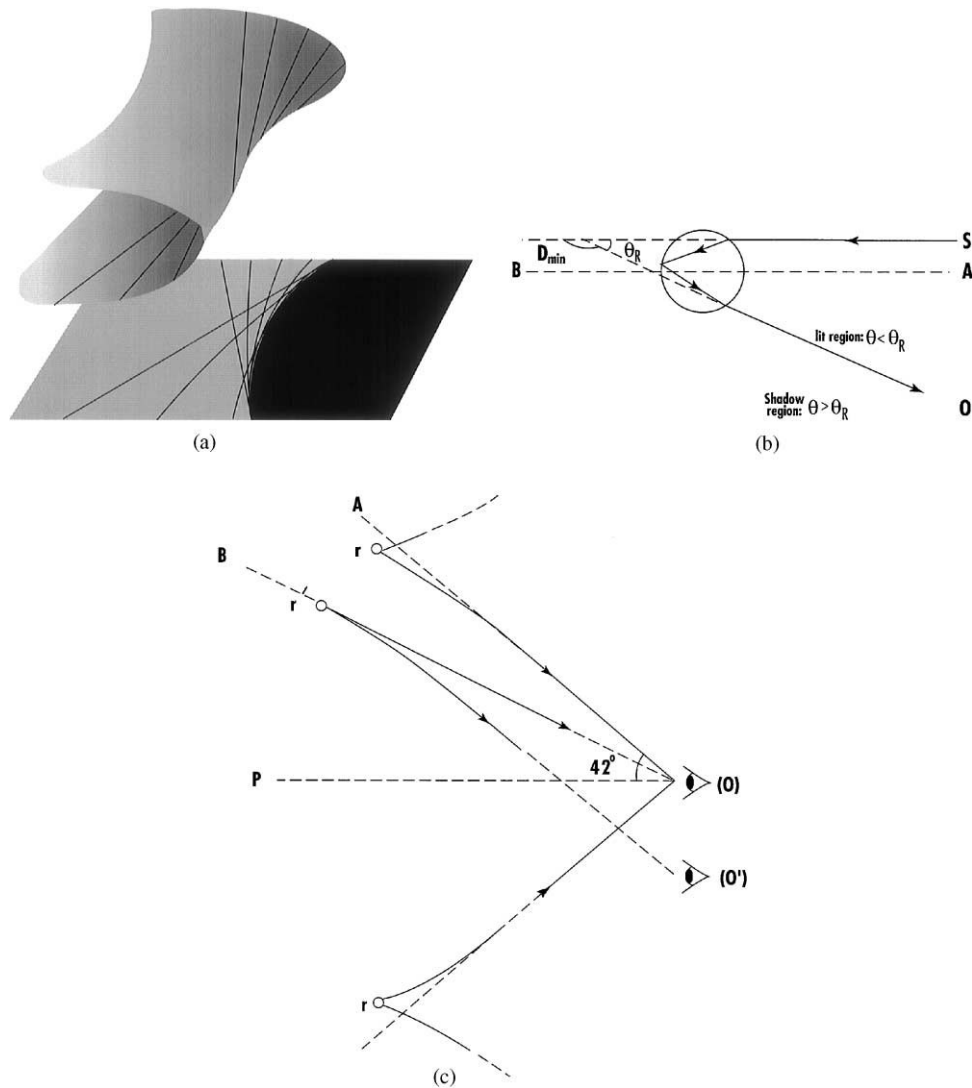 (a)
S
D_min
θ_R
B
A
lit region: θ < θ_R
Shadow
region: θ > θ_R
O
(b)
A
r
B
r
P
42°
(O)
(O')
r
(c)